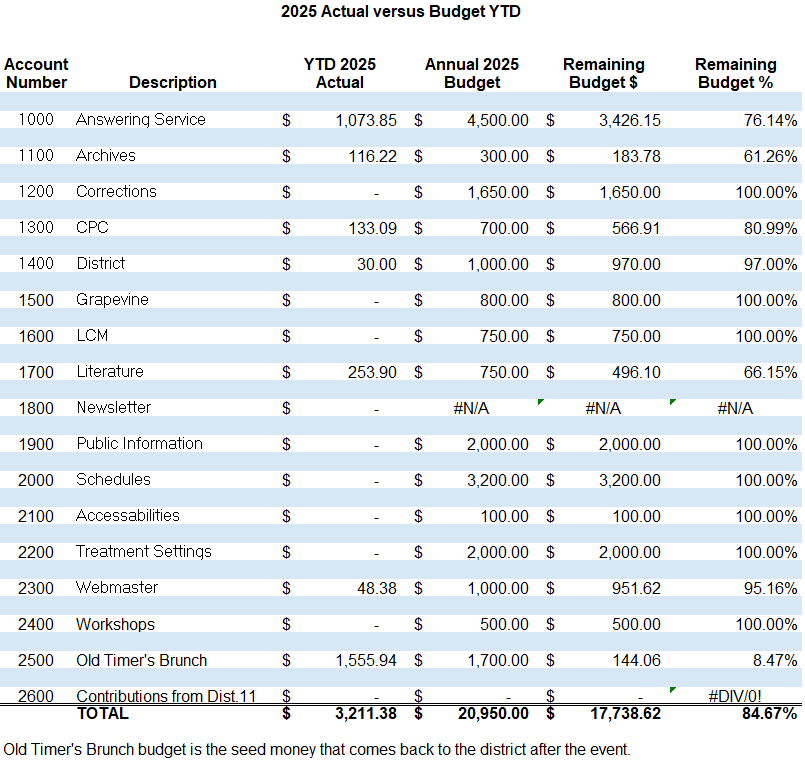 2025 Actual versus Budget YTD
Account Number Description YTD 2025 Actual Annual 2025 Budget Remaining Budget $ Remaining Budget %
1000 Answering Service $ 1,073.85 $ 4,500.00 $ 3,426.15 76.14%
1100 Archives $ 116.22 $ 300.00 $ 183.78 61.26%
1200 Corrections $ - $ 1,650.00 $ 1,650.00 100.00%
1300 CPC $ 133.09 $ 700.00 $ 566.91 80.99%
1400 District $ 30.00 $ 1,000.00 $ 970.00 97.00%
1500 Grapevine $ - $ 800.00 $ 800.00 100.00%
1600 LCM $ - $ 750.00 $ 750.00 100.00%
1700 Literature $ 253.90 $ 750.00 $ 496.10 66.15%
1800 Newsletter $ - #N/A #N/A #N/A
1900 Public Information $ - $ 2,000.00 $ 2,000.00 100.00%
2000 Schedules $ - $ 3,200.00 $ 3,200.00 100.00%
2100 Accessabilities $ - $ 100.00 $ 100.00 100.00%
2200 Treatment Settings $ - $ 2,000.00 $ 2,000.00 100.00%
2300 Webmaster $ 48.38 $ 1,000.00 $ 951.62 95.16%
2400 Workshops $ - $ 500.00 $ 500.00 100.00%
2500 Old Timer's Brunch $ 1,555.94 $ 1,700.00 $ 144.06 8.47%
2600 Contributions from Dist.11 $ - $ - $ - #DIV/0!
TOTAL $ 3,211.38 $ 20,950.00 $ 17,738.62 84.67%
Old Timer's Brunch budget is the seed money that comes back to the district after the event.